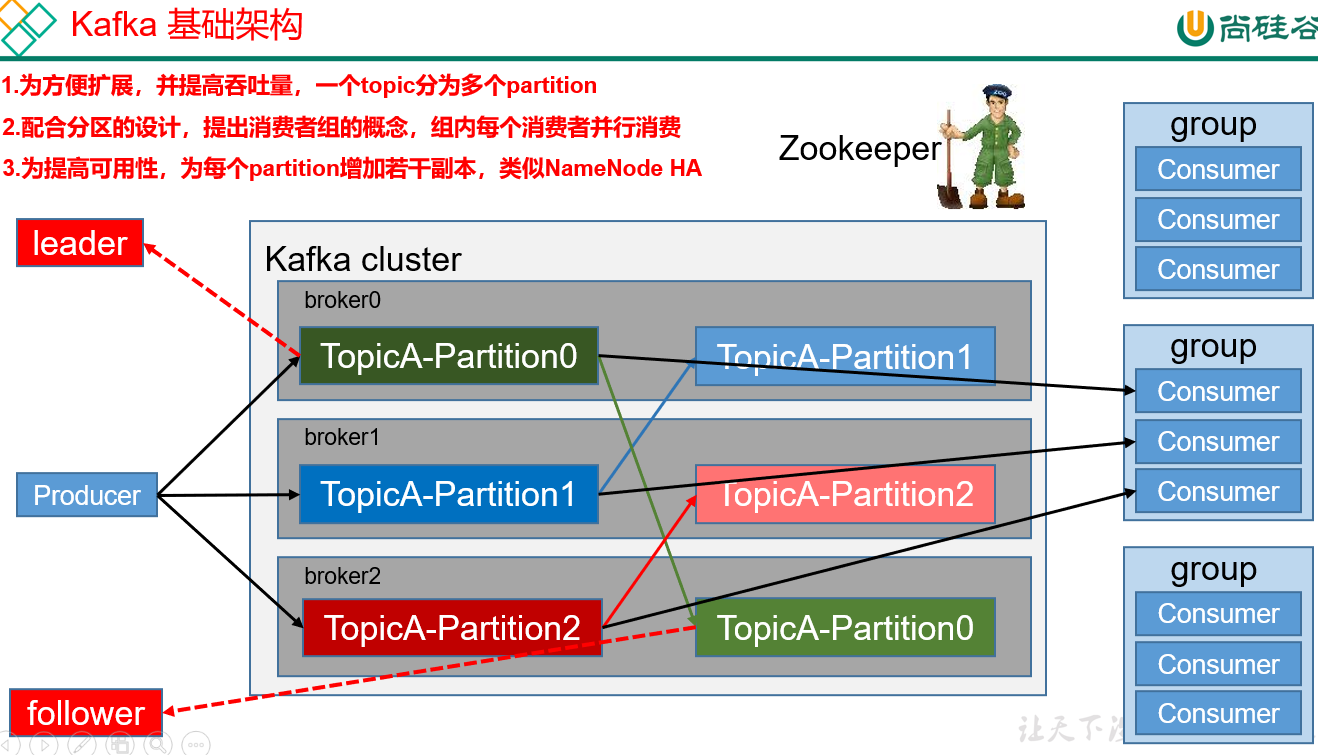 Kafka 基础架构
尚硅谷
1.为方便扩展，并提高吞吐量，一个topic分为多个partition
2.配合分区的设计，提出消费者组的概念，组内每个消费者并行消费
3.为提高可用性，为每个partition增加若干副本，类似NameNode HA
Zookeeper
group
Consumer
Consumer
Consumer
leader
Kafka cluster
broker0
TopicA-Partition0
TopicA-Partition1
broker1
TopicA-Partition1
TopicA-Partition2
broker2
TopicA-Partition2
TopicA-Partition0
Producer
group
Consumer
Consumer
Consumer
follower
group
Consumer
Consumer
Consumer
让天下